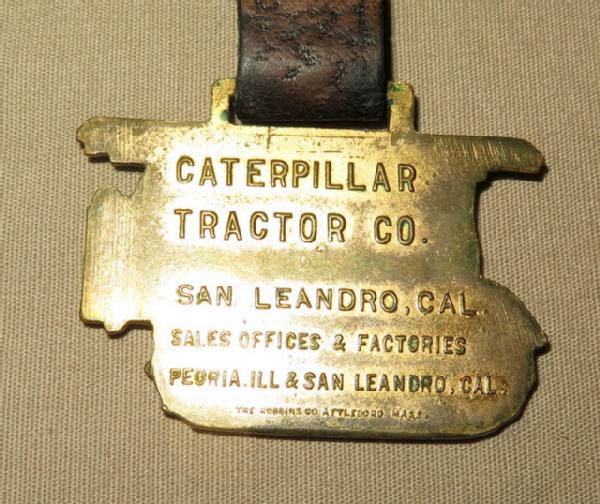 CATERPILLAR
TRACTOR CO.
SAN LEANDRO, CAL.
SALES OFFICES & FACTORIES
PEORIA. ILL & SAN LEANDRO, CAL.
THE ROBBINS CO ATTLEBORO MASS.